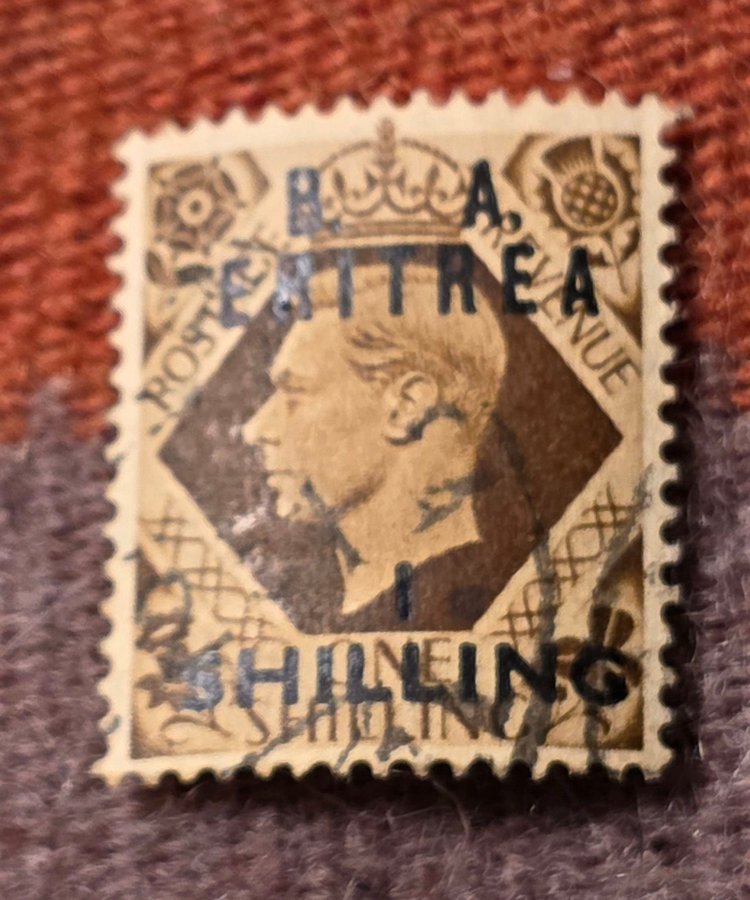 B. A.
ERITREA
POSTAGE
REVENUE
1
ONE
SHILLING
SHILLING